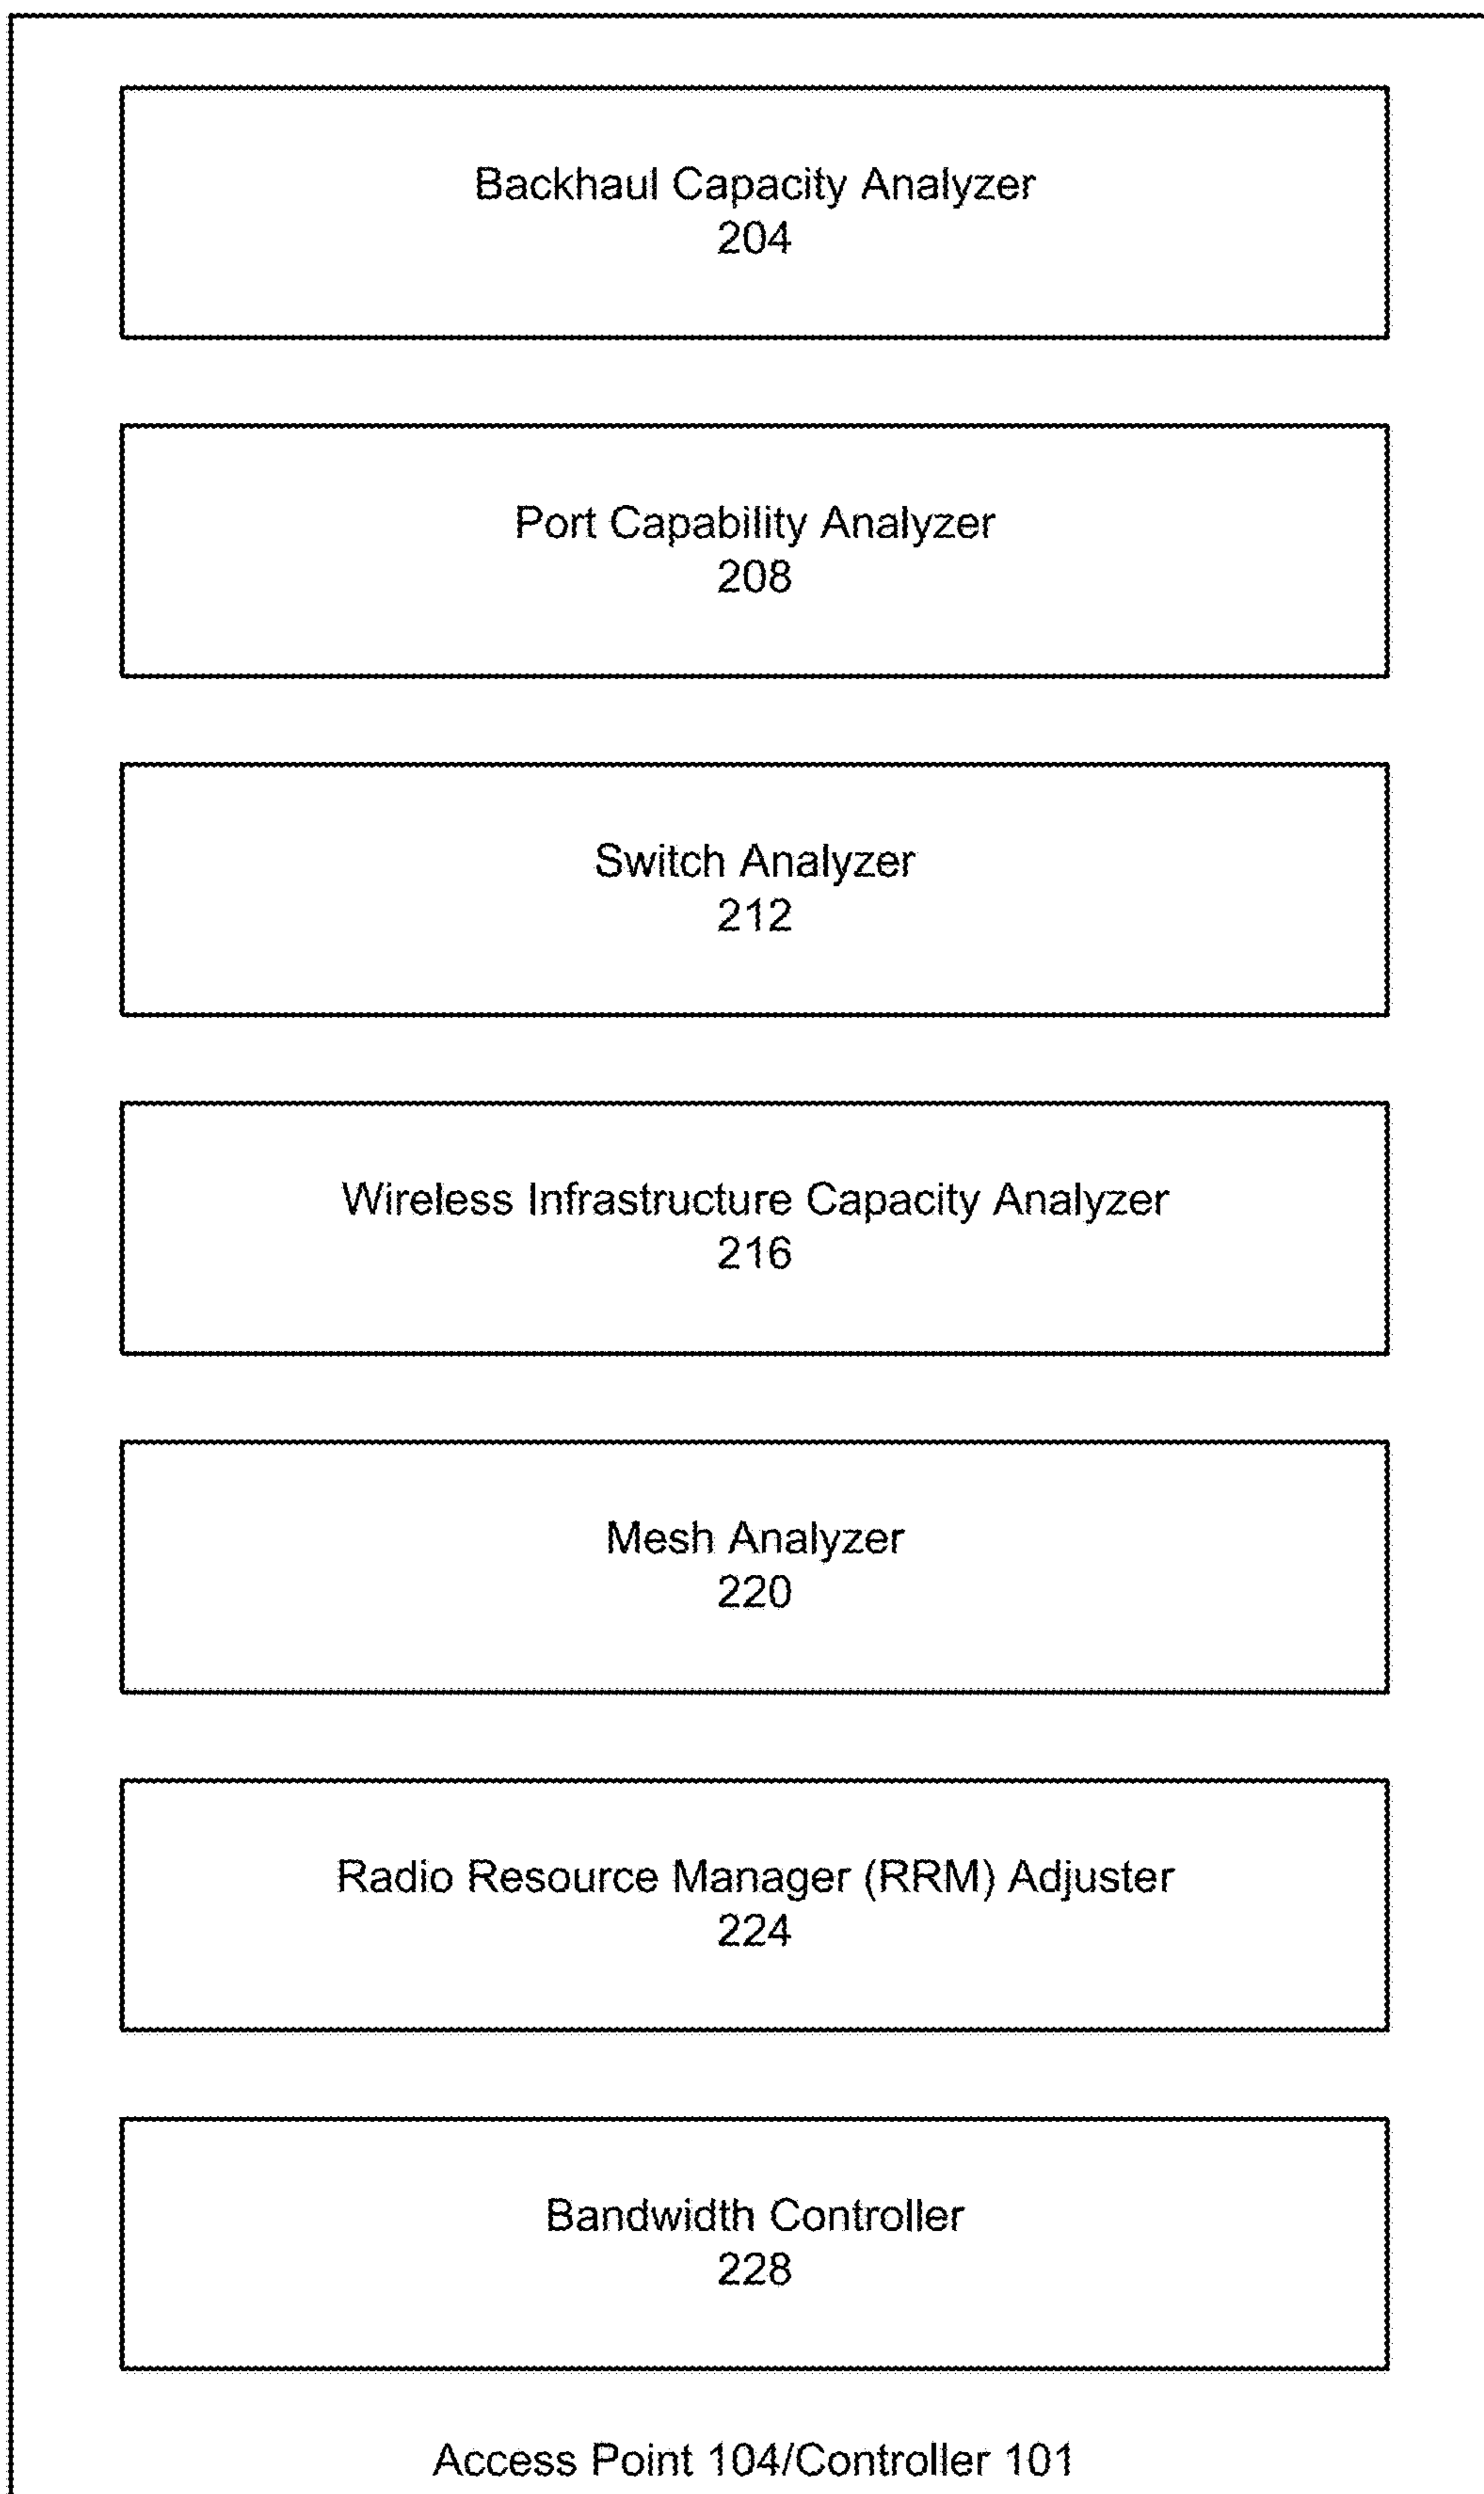 Backhaul Capacity Analyzer
204
Port Capability Analyzer
208
Switch Analyzer
212
Wireless Infrastructure Capacity Analyzer
216
Mesh Analyzer
220
Radio Resource Manager (RRM) Adjuster
224
Bandwidth Controller
228
Access Point 104/Controller 101